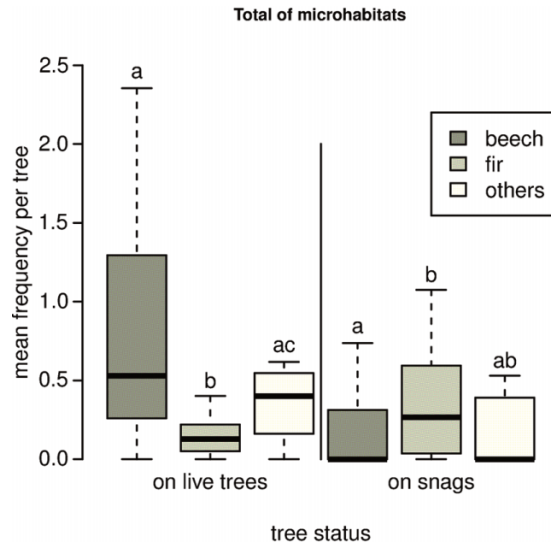 Total of microhabitats
mean frequency per tree
2.5
2.0
1.5
1.0
0.5
0.0
a
b
ac
a
b
ab
beech
fir
others
on live trees
on snags
tree status